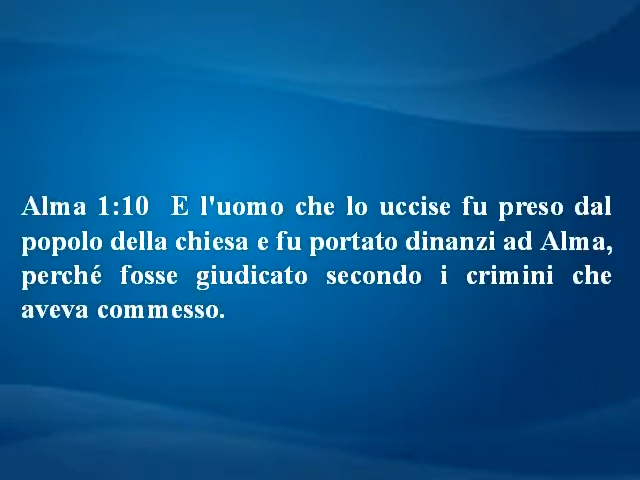 Alma 1:10  E l'uomo che lo uccise fu preso dal
popolo della chiesa e fu portato dinanzi ad Alma,
perché fosse giudicato secondo i crimini che
aveva commesso.